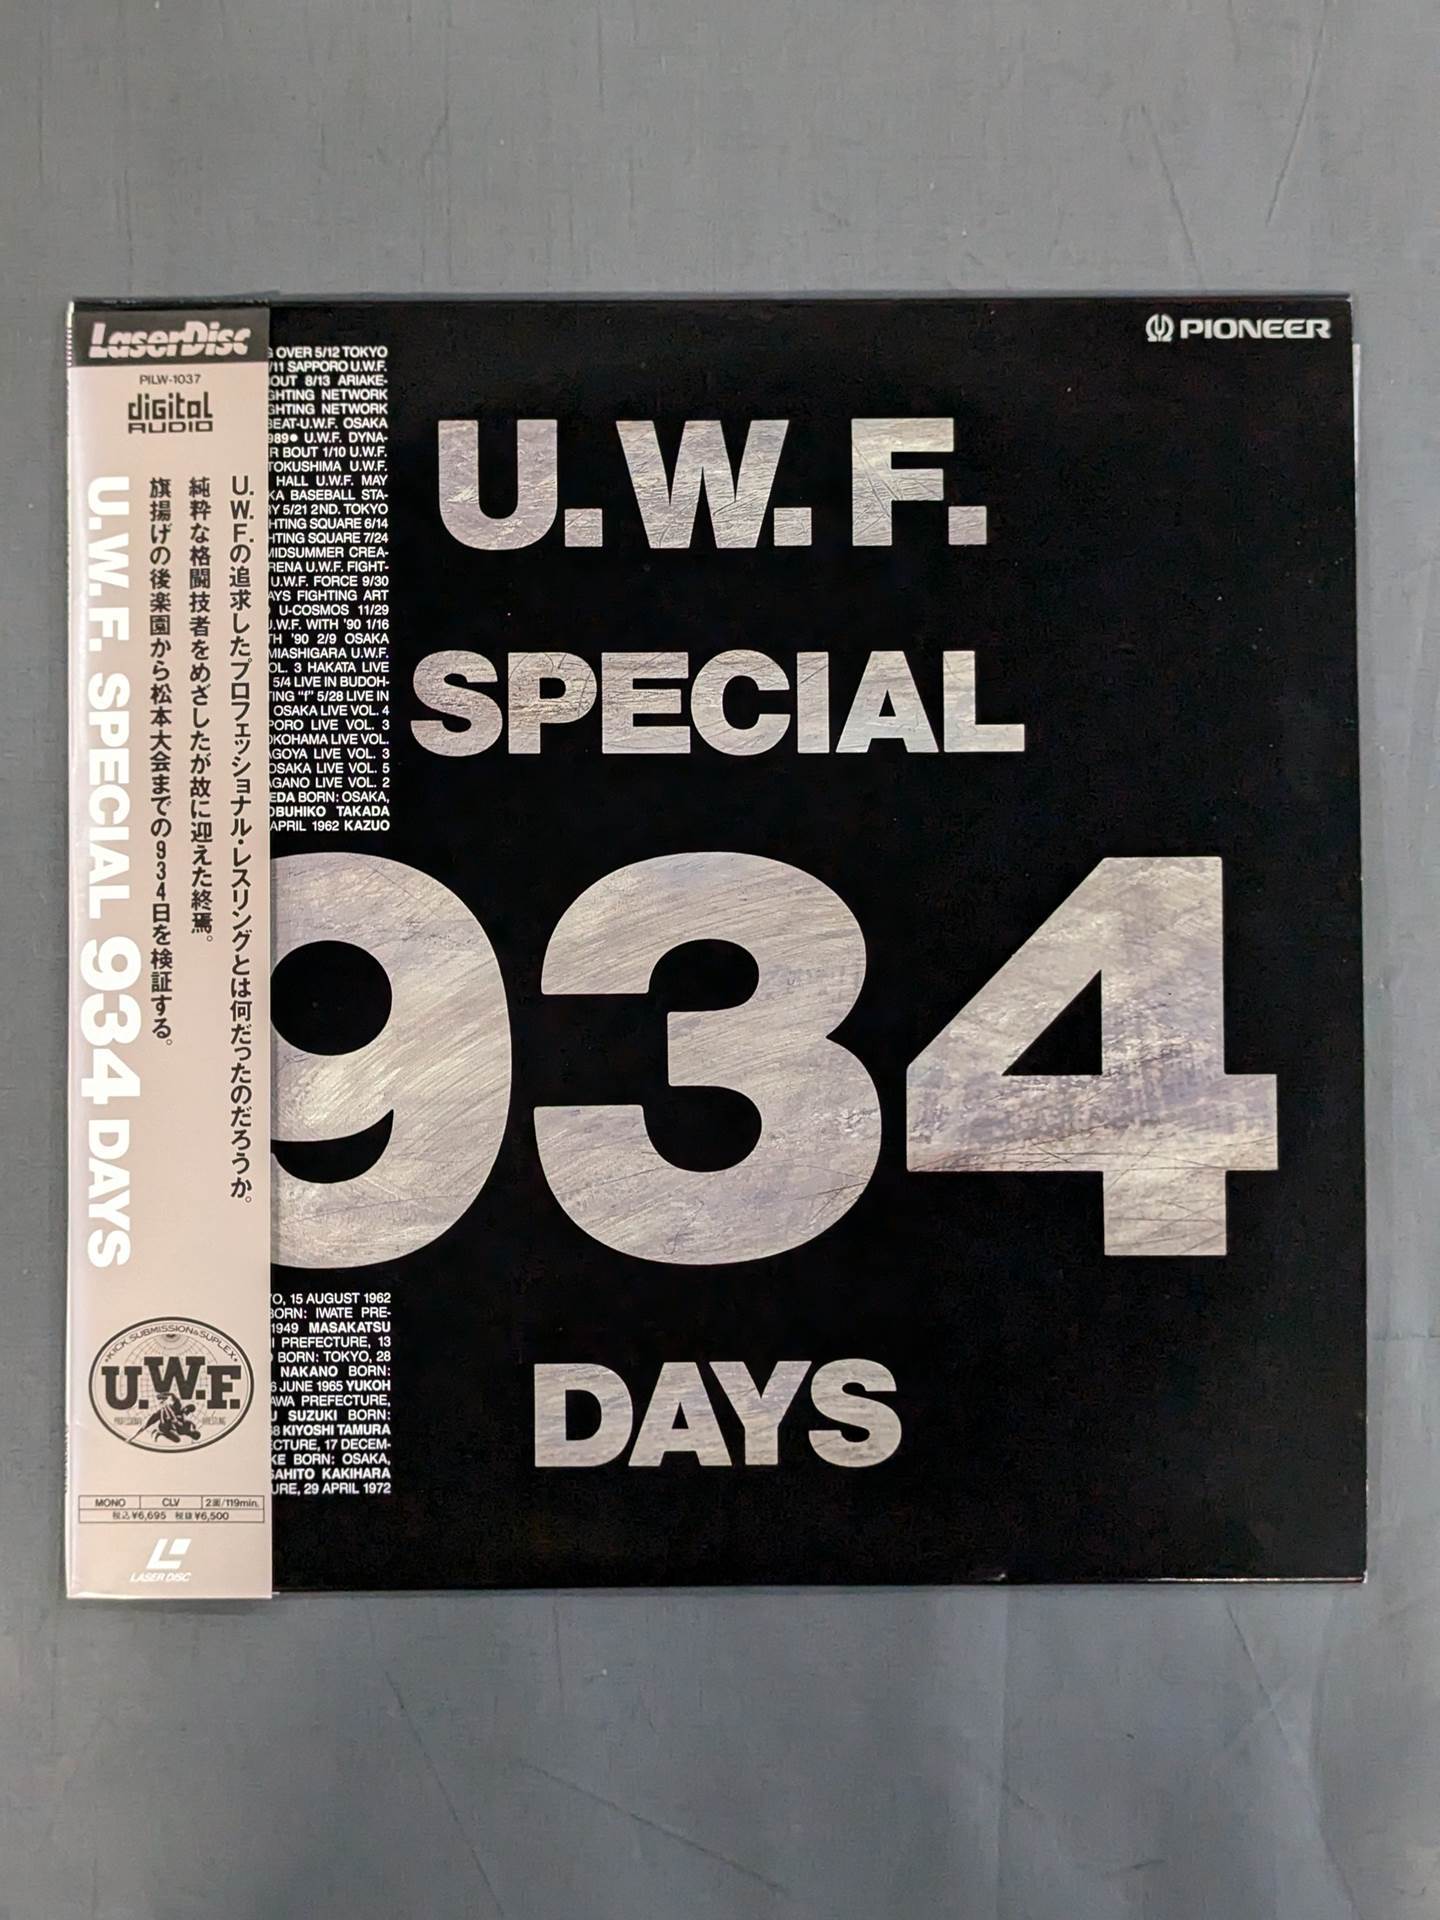 LaserDisc
PILW-1037
digital
AUDIO
U.W.F.の追求したプロフェッショナル・レスリングとは何だったのだろうか。
純粋な格闘技者をめざしたが故に迎えた終焉。
旗揚げの後楽園から松本大会までの934日を検証する。
U.W.F. SPECIAL 934 DAYS
KICK, SUBMISSION & SUPLEX
U.W.F.
PROFESSIONAL WRESTLING
MONO CLV 2面/119min.
税込¥6,695 税抜¥6,500
LASER DISC
PIONEER
OVER 5/12 TOKYO
/11 SAPPORO U.W.F.
OUT 8/13 ARIAKE-
GHTING NETWORK
GHTING NETWORK
BEAT-U.W.F. OSAKA
989● U.W.F. DYNA-
R BOUT 1/10 U.W.F.
TOKUSHIMA U.W.F.
HALL U.W.F. MAY
KA BASEBALL STA-
RY 5/21 2ND. TOKYO
HTING SQUARE 6/14
HTING SQUARE 7/24
MIDSUMMER CREA-
RENA U.W.F. FIGHT-
U.W.F. FORCE 9/30
AYS FIGHTING ART
U-COSMOS 11/29
U.W.F. WITH '90 1/16
TH '90 2/9 OSAKA
MIASHIGARA U.W.F.
OL. 3 HAKATA LIVE
5/4 LIVE IN BUDOH-
TING "f" 5/28 LIVE IN
OSAKA LIVE VOL. 4
PORO LIVE VOL. 3
OKOHAMA LIVE VOL.
AGOYA LIVE VOL. 3
OSAKA LIVE VOL. 5
AGANO LIVE VOL. 2
EDA BORN: OSAKA,
OBUHIKO TAKADA
APRIL 1962 KAZUO
U.W.F.
SPECIAL
934
DAYS
YO, 15 AUGUST 1962
BORN: IWATE PRE-
1949 MASAKATSU
I PREFECTURE, 13
BORN: TOKYO, 28
NAKANO BORN:
6 JUNE 1965 YUKOH
AWA PREFECTURE,
U SUZUKI BORN:
68 KIYOSHI TAMURA
ECTURE, 17 DECEM-
KE BORN: OSAKA,
SAHITO KAKIHARA
URE, 29 APRIL 1972